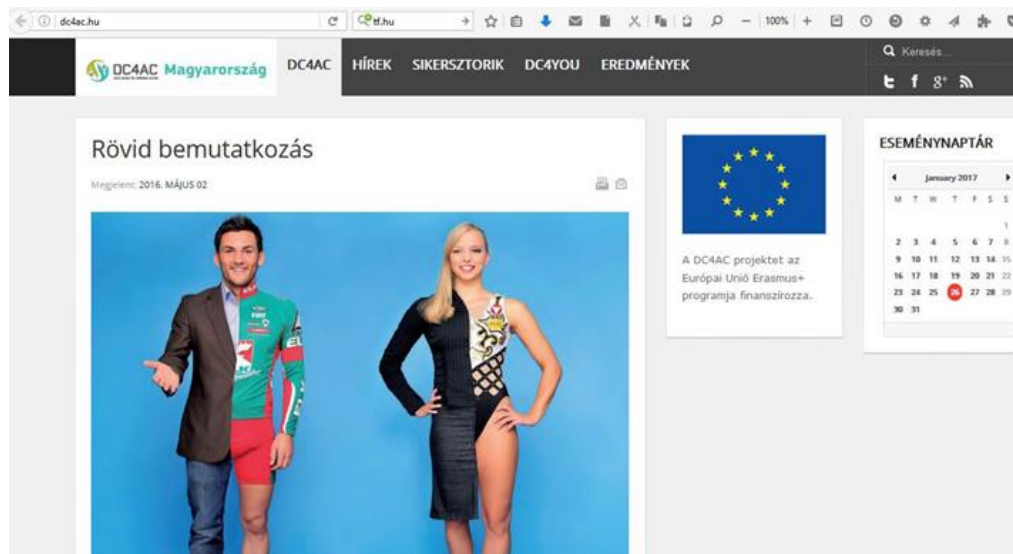 dc4ac.hu
tf.hu
100%
DC4AC Magyarország
DC4AC
HÍREK
SIKERSZTORIK
DC4YOU
EREDMÉNYEK
Keresés...
Rövid bemutatkozás
Megjelent: 2016. MÁJUS 02
A DC4AC projektet az
Európai Unió Erasmus+
programja finanszírozza.
ESEMÉNYNAPTÁR
January 2017
M T W T F S S
1
2 3 4 5 6 7 8
9 10 11 12 13 14 15
16 17 18 19 20 21 22
23 24 25 26 27 28 29
30 31